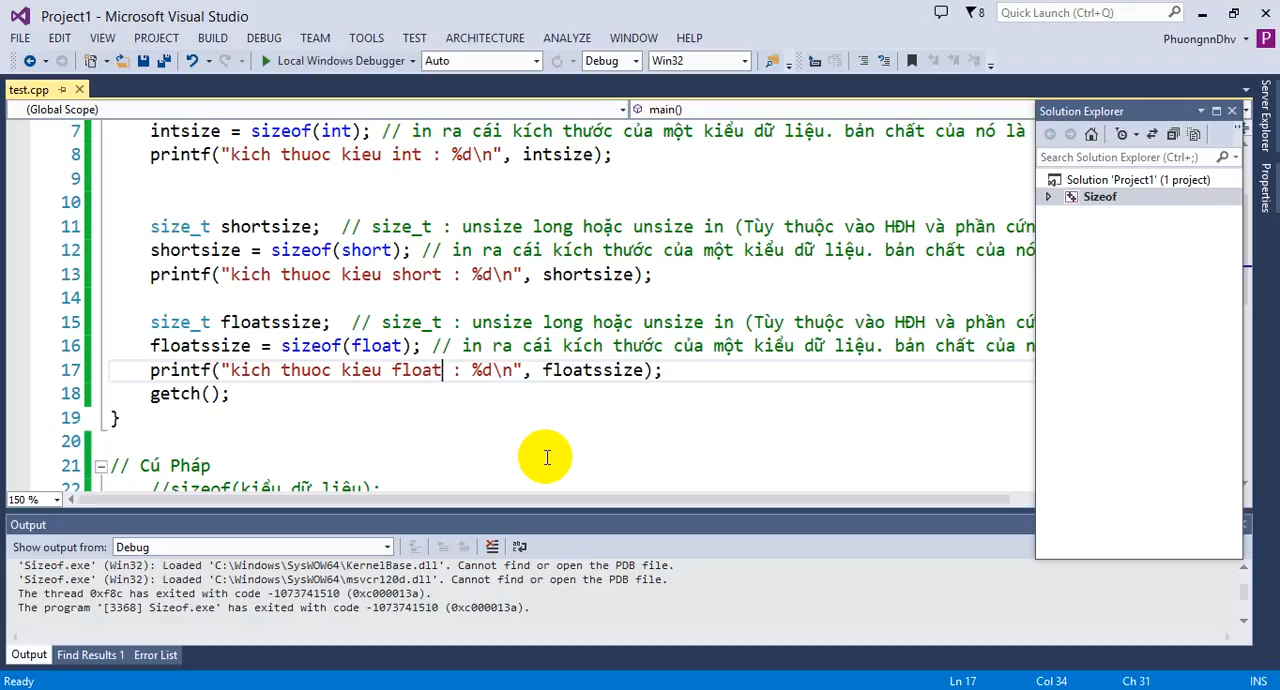 Project1 - Microsoft Visual Studio
8
Quick Launch (Ctrl+Q)
FILE EDIT VIEW PROJECT BUILD DEBUG TEAM TOOLS TEST ARCHITECTURE ANALYZE WINDOW HELP
PhuongnnDhv
P
Local Windows Debugger Auto Debug Win32
test.cpp
(Global Scope) main()
7 intsize = sizeof(int); // in ra cái kích thước của một kiểu dữ liệu. bản chất của nó là
8 printf("kich thuoc kieu int : %d\n", intsize);
9
10
11 size_t shortsize; // size_t : unsize long hoặc unsize in (Tùy thuộc vào HĐH và phần cứn
12 shortsize = sizeof(short); // in ra cái kích thước của một kiểu dữ liệu. bản chất của nó
13 printf("kich thuoc kieu short : %d\n", shortsize);
14
15 size_t floatssize; // size_t : unsize long hoặc unsize in (Tùy thuộc vào HĐH và phần cứ
16 floatssize = sizeof(float); // in ra cái kích thước của một kiểu dữ liệu. bản chất của n
17 printf("kich thuoc kieu float : %d\n", floatssize);
18 getch();
19 }
20
21 // Cú Pháp
22 //sizeof(kiểu dữ liệu);
150 %
Solution Explorer
Search Solution Explorer (Ctrl+;)
Solution 'Project1' (1 project)
Sizeof
Server Explorer
Properties
Output
Show output from: Debug
'Sizeof.exe' (Win32): Loaded 'C:\Windows\SysWOW64\KernelBase.dll'. Cannot find or open the PDB file.
'Sizeof.exe' (Win32): Loaded 'C:\Windows\SysWOW64\msvcr120d.dll'. Cannot find or open the PDB file.
The thread 0xf8c has exited with code -1073741510 (0xc000013a).
The program '[3368] Sizeof.exe' has exited with code -1073741510 (0xc000013a).
Output Find Results 1 Error List
Ready Ln 17 Col 34 Ch 31 INS